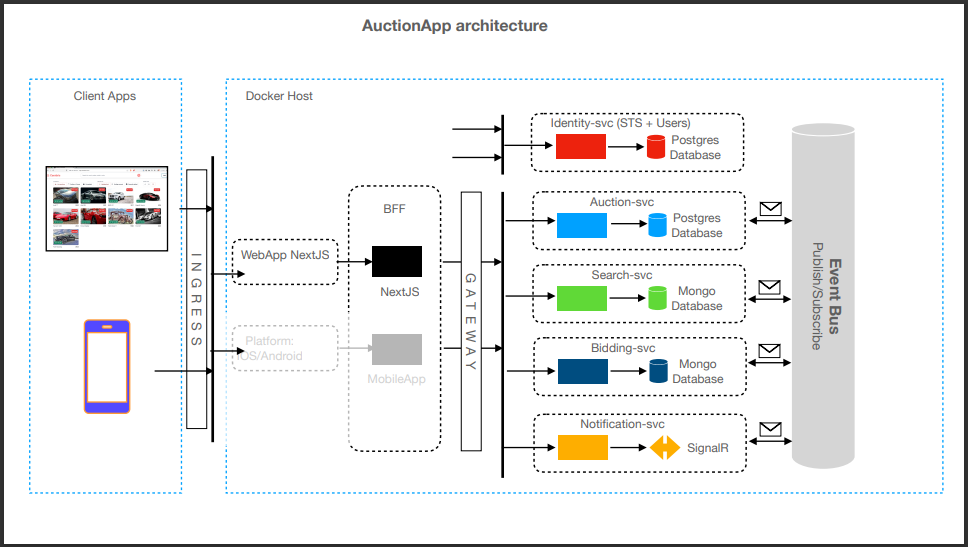 AuctionApp architecture
Client Apps
Docker Host
INGRESS
WebApp NextJS
Platform:
iOS/Android
BFF
NextJS
MobileApp
GATEWAY
Identity-svc (STS + Users)
Postgres
Database
Auction-svc
Postgres
Database
Search-svc
Mongo
Database
Bidding-svc
Mongo
Database
Notification-svc
SignalR
Event Bus
Publish/Subscribe